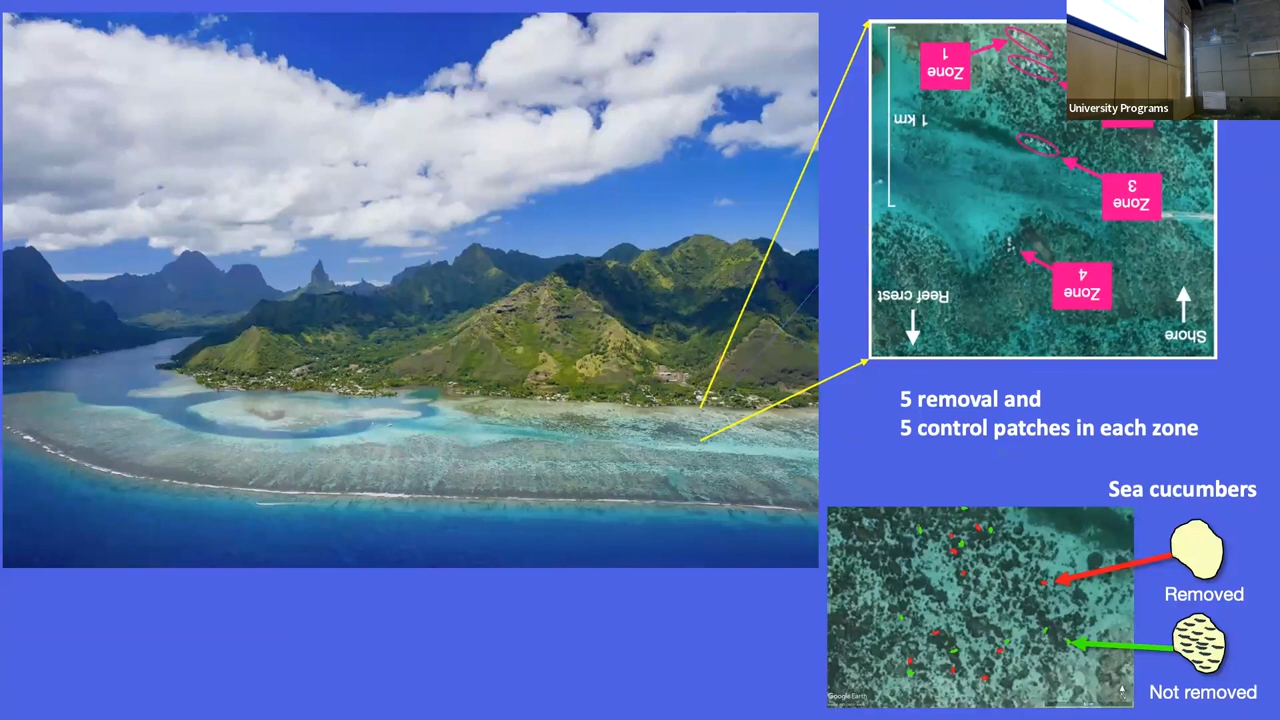 Zone
1
University Programs
1 km
Zone
3
Zone
4
Reef crest
Shore
5 removal and
5 control patches in each zone
Sea cucumbers
Removed
Not removed
Google Earth